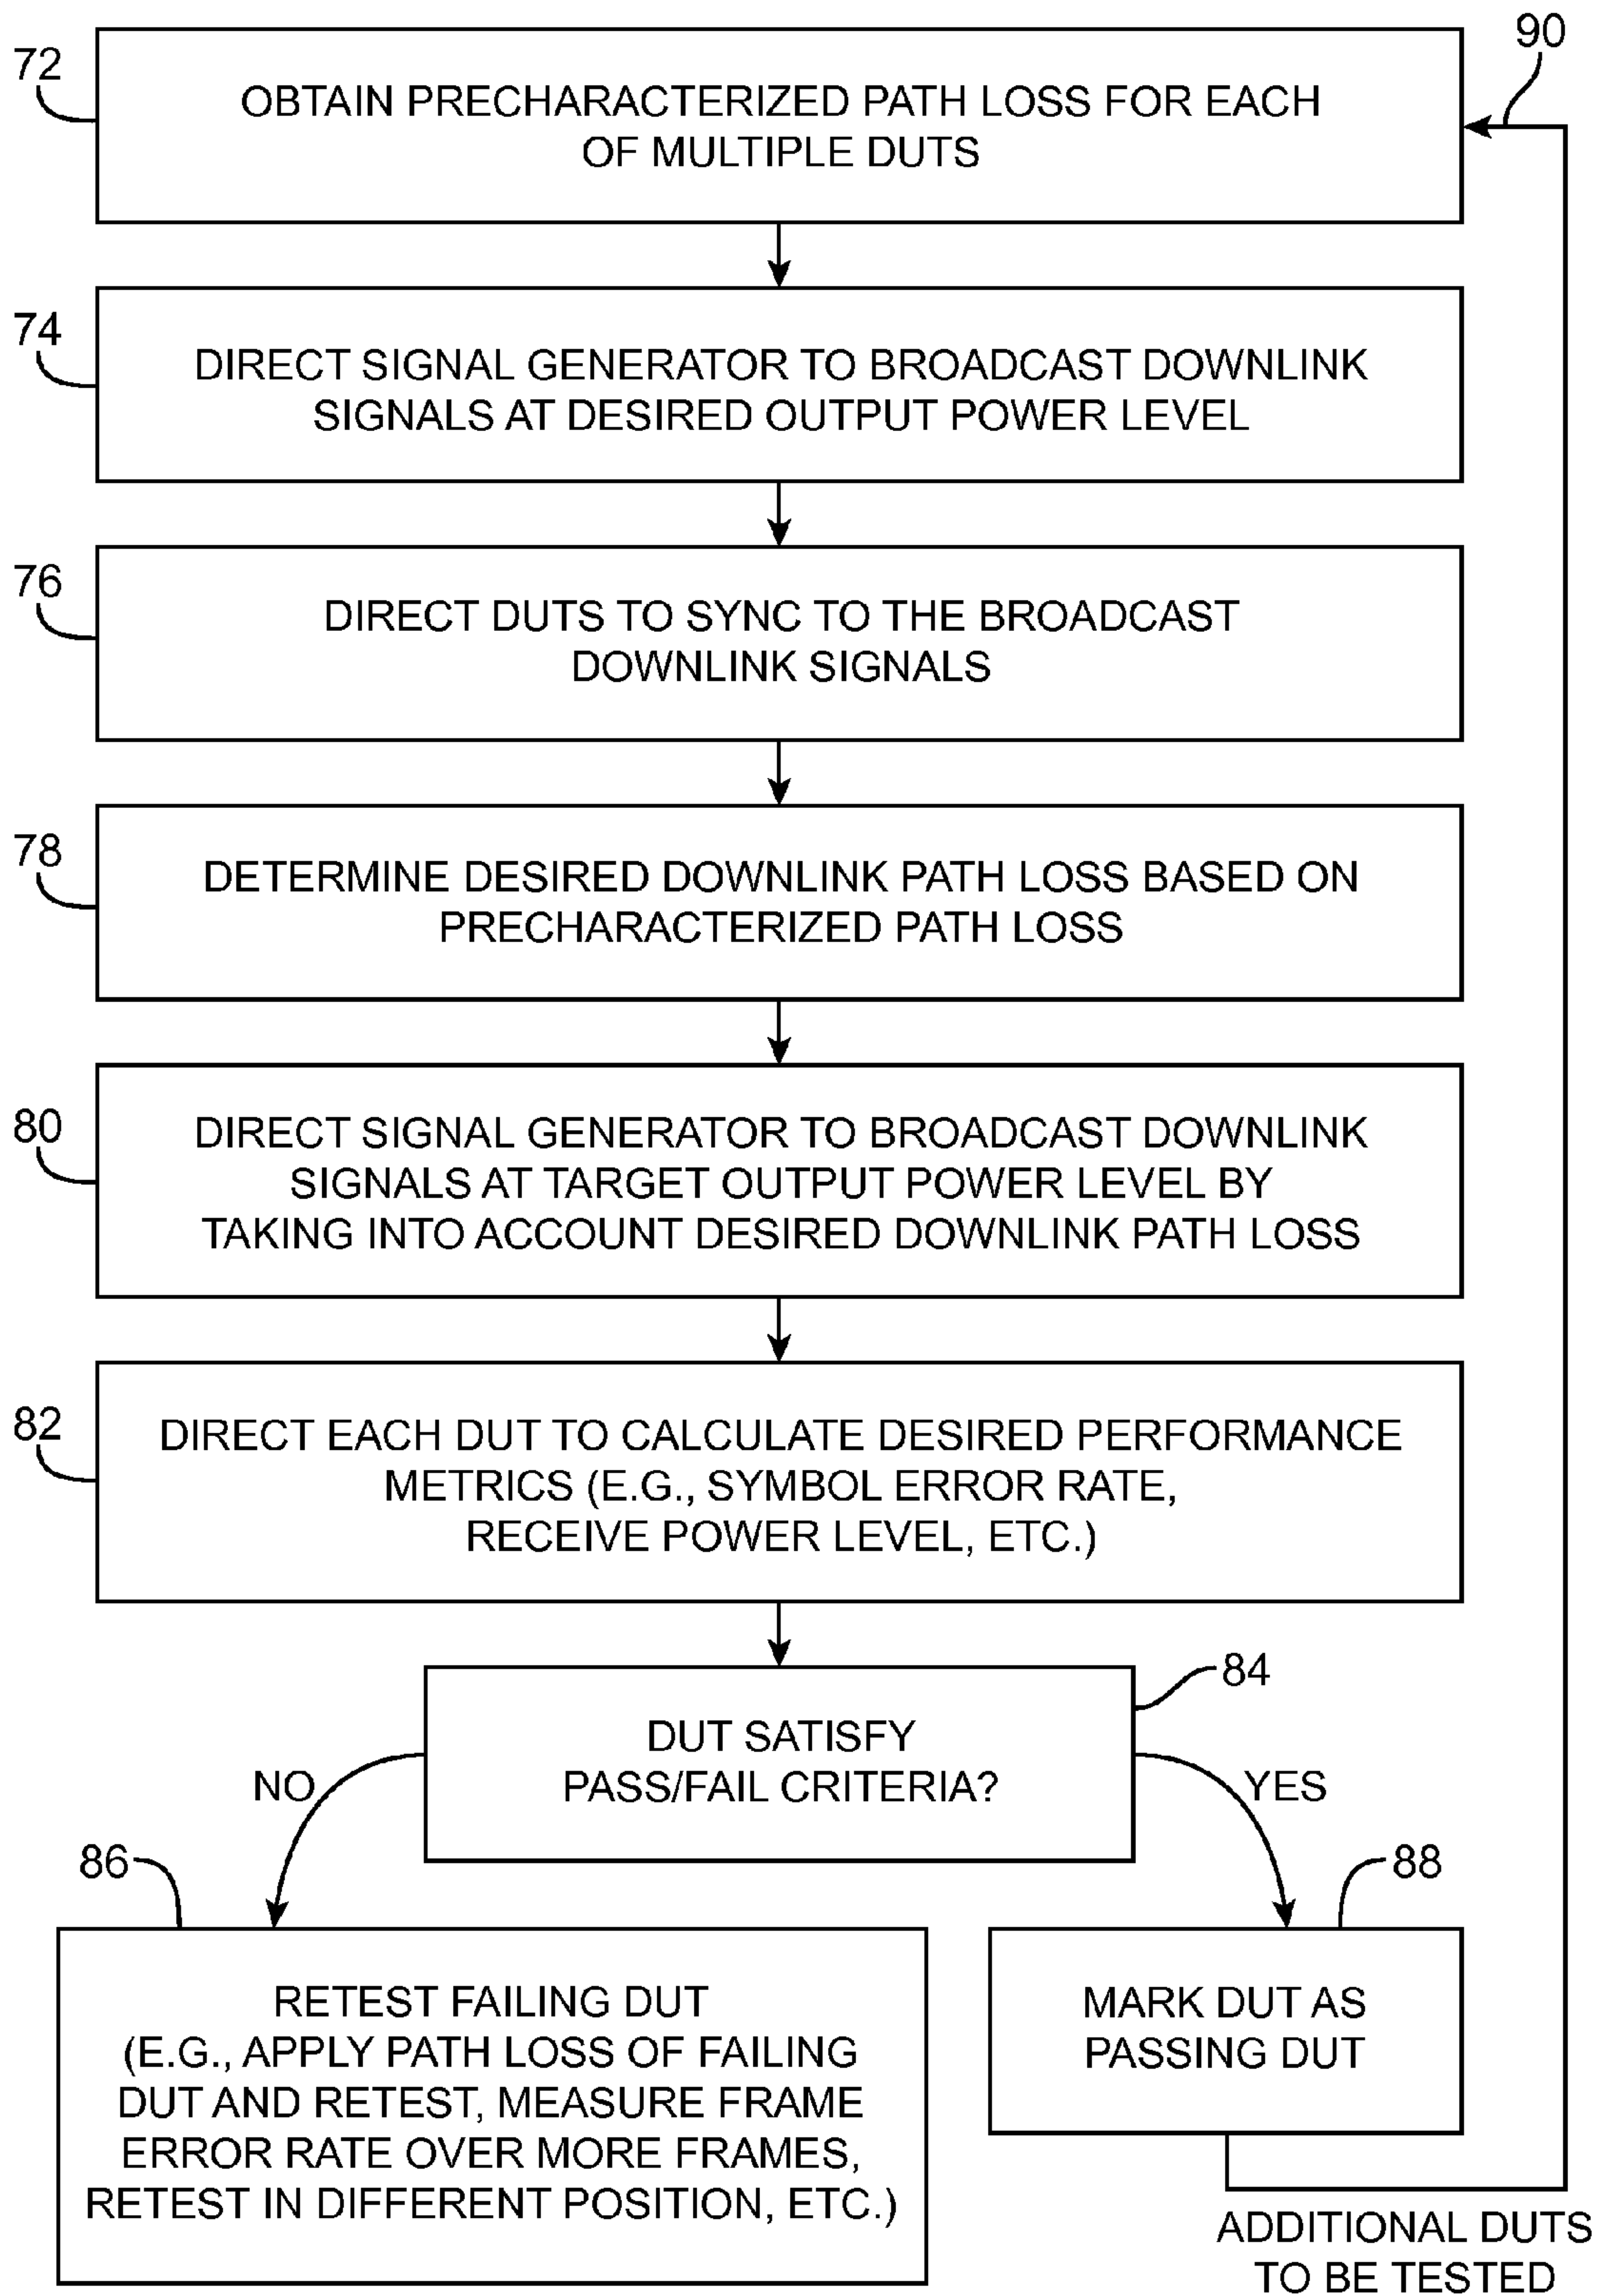 90
72
OBTAIN PRECHARACTERIZED PATH LOSS FOR EACH
OF MULTIPLE DUTS
74
DIRECT SIGNAL GENERATOR TO BROADCAST DOWNLINK
SIGNALS AT DESIRED OUTPUT POWER LEVEL
76
DIRECT DUTS TO SYNC TO THE BROADCAST
DOWNLINK SIGNALS
78
DETERMINE DESIRED DOWNLINK PATH LOSS BASED ON
PRECHARACTERIZED PATH LOSS
80
DIRECT SIGNAL GENERATOR TO BROADCAST DOWNLINK
SIGNALS AT TARGET OUTPUT POWER LEVEL BY
TAKING INTO ACCOUNT DESIRED DOWNLINK PATH LOSS
82
DIRECT EACH DUT TO CALCULATE DESIRED PERFORMANCE
METRICS (E.G., SYMBOL ERROR RATE,
RECEIVE POWER LEVEL, ETC.)
84
DUT SATISFY
PASS/FAIL CRITERIA?
NO
YES
86
88
RETEST FAILING DUT
(E.G., APPLY PATH LOSS OF FAILING
DUT AND RETEST, MEASURE FRAME
ERROR RATE OVER MORE FRAMES,
RETEST IN DIFFERENT POSITION, ETC.)
MARK DUT AS
PASSING DUT
ADDITIONAL DUTS
TO BE TESTED